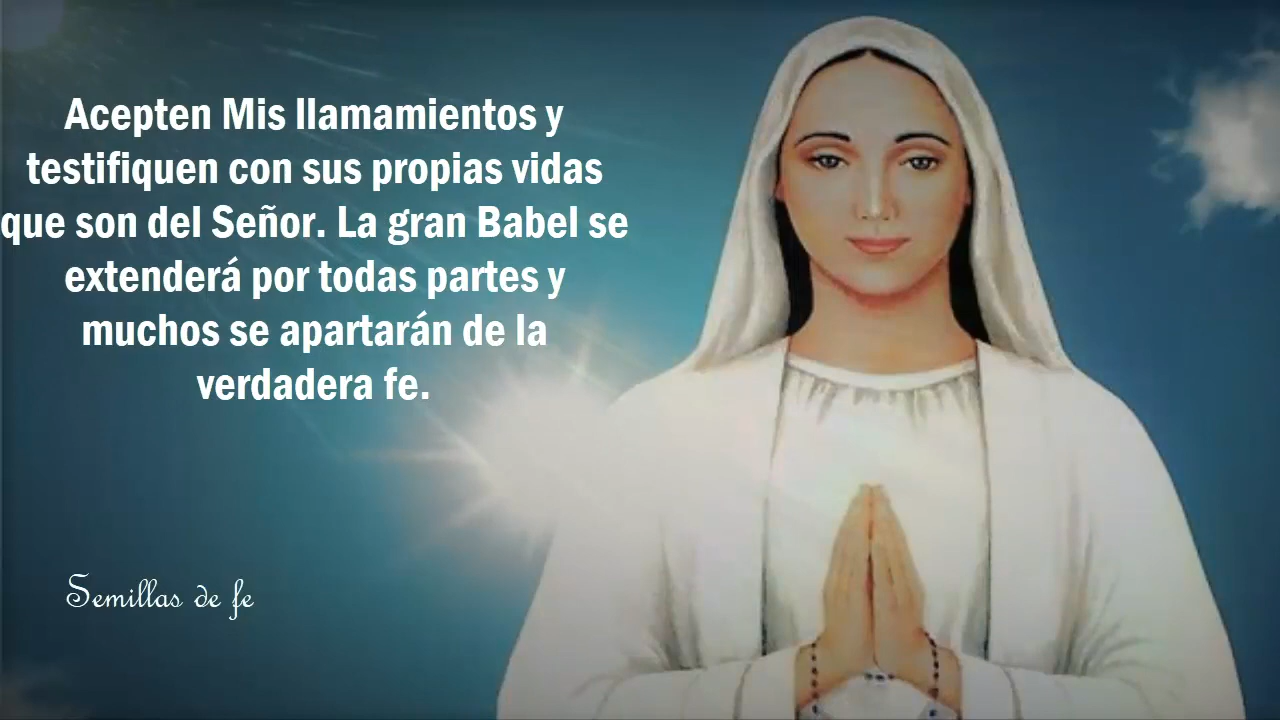 Acepten Mis llamamientos y
testifiquen con sus propias vidas
que son del Señor. La gran Babel se
extenderá por todas partes y
muchos se apartarán de la
verdadera fe.
Semillas de fe